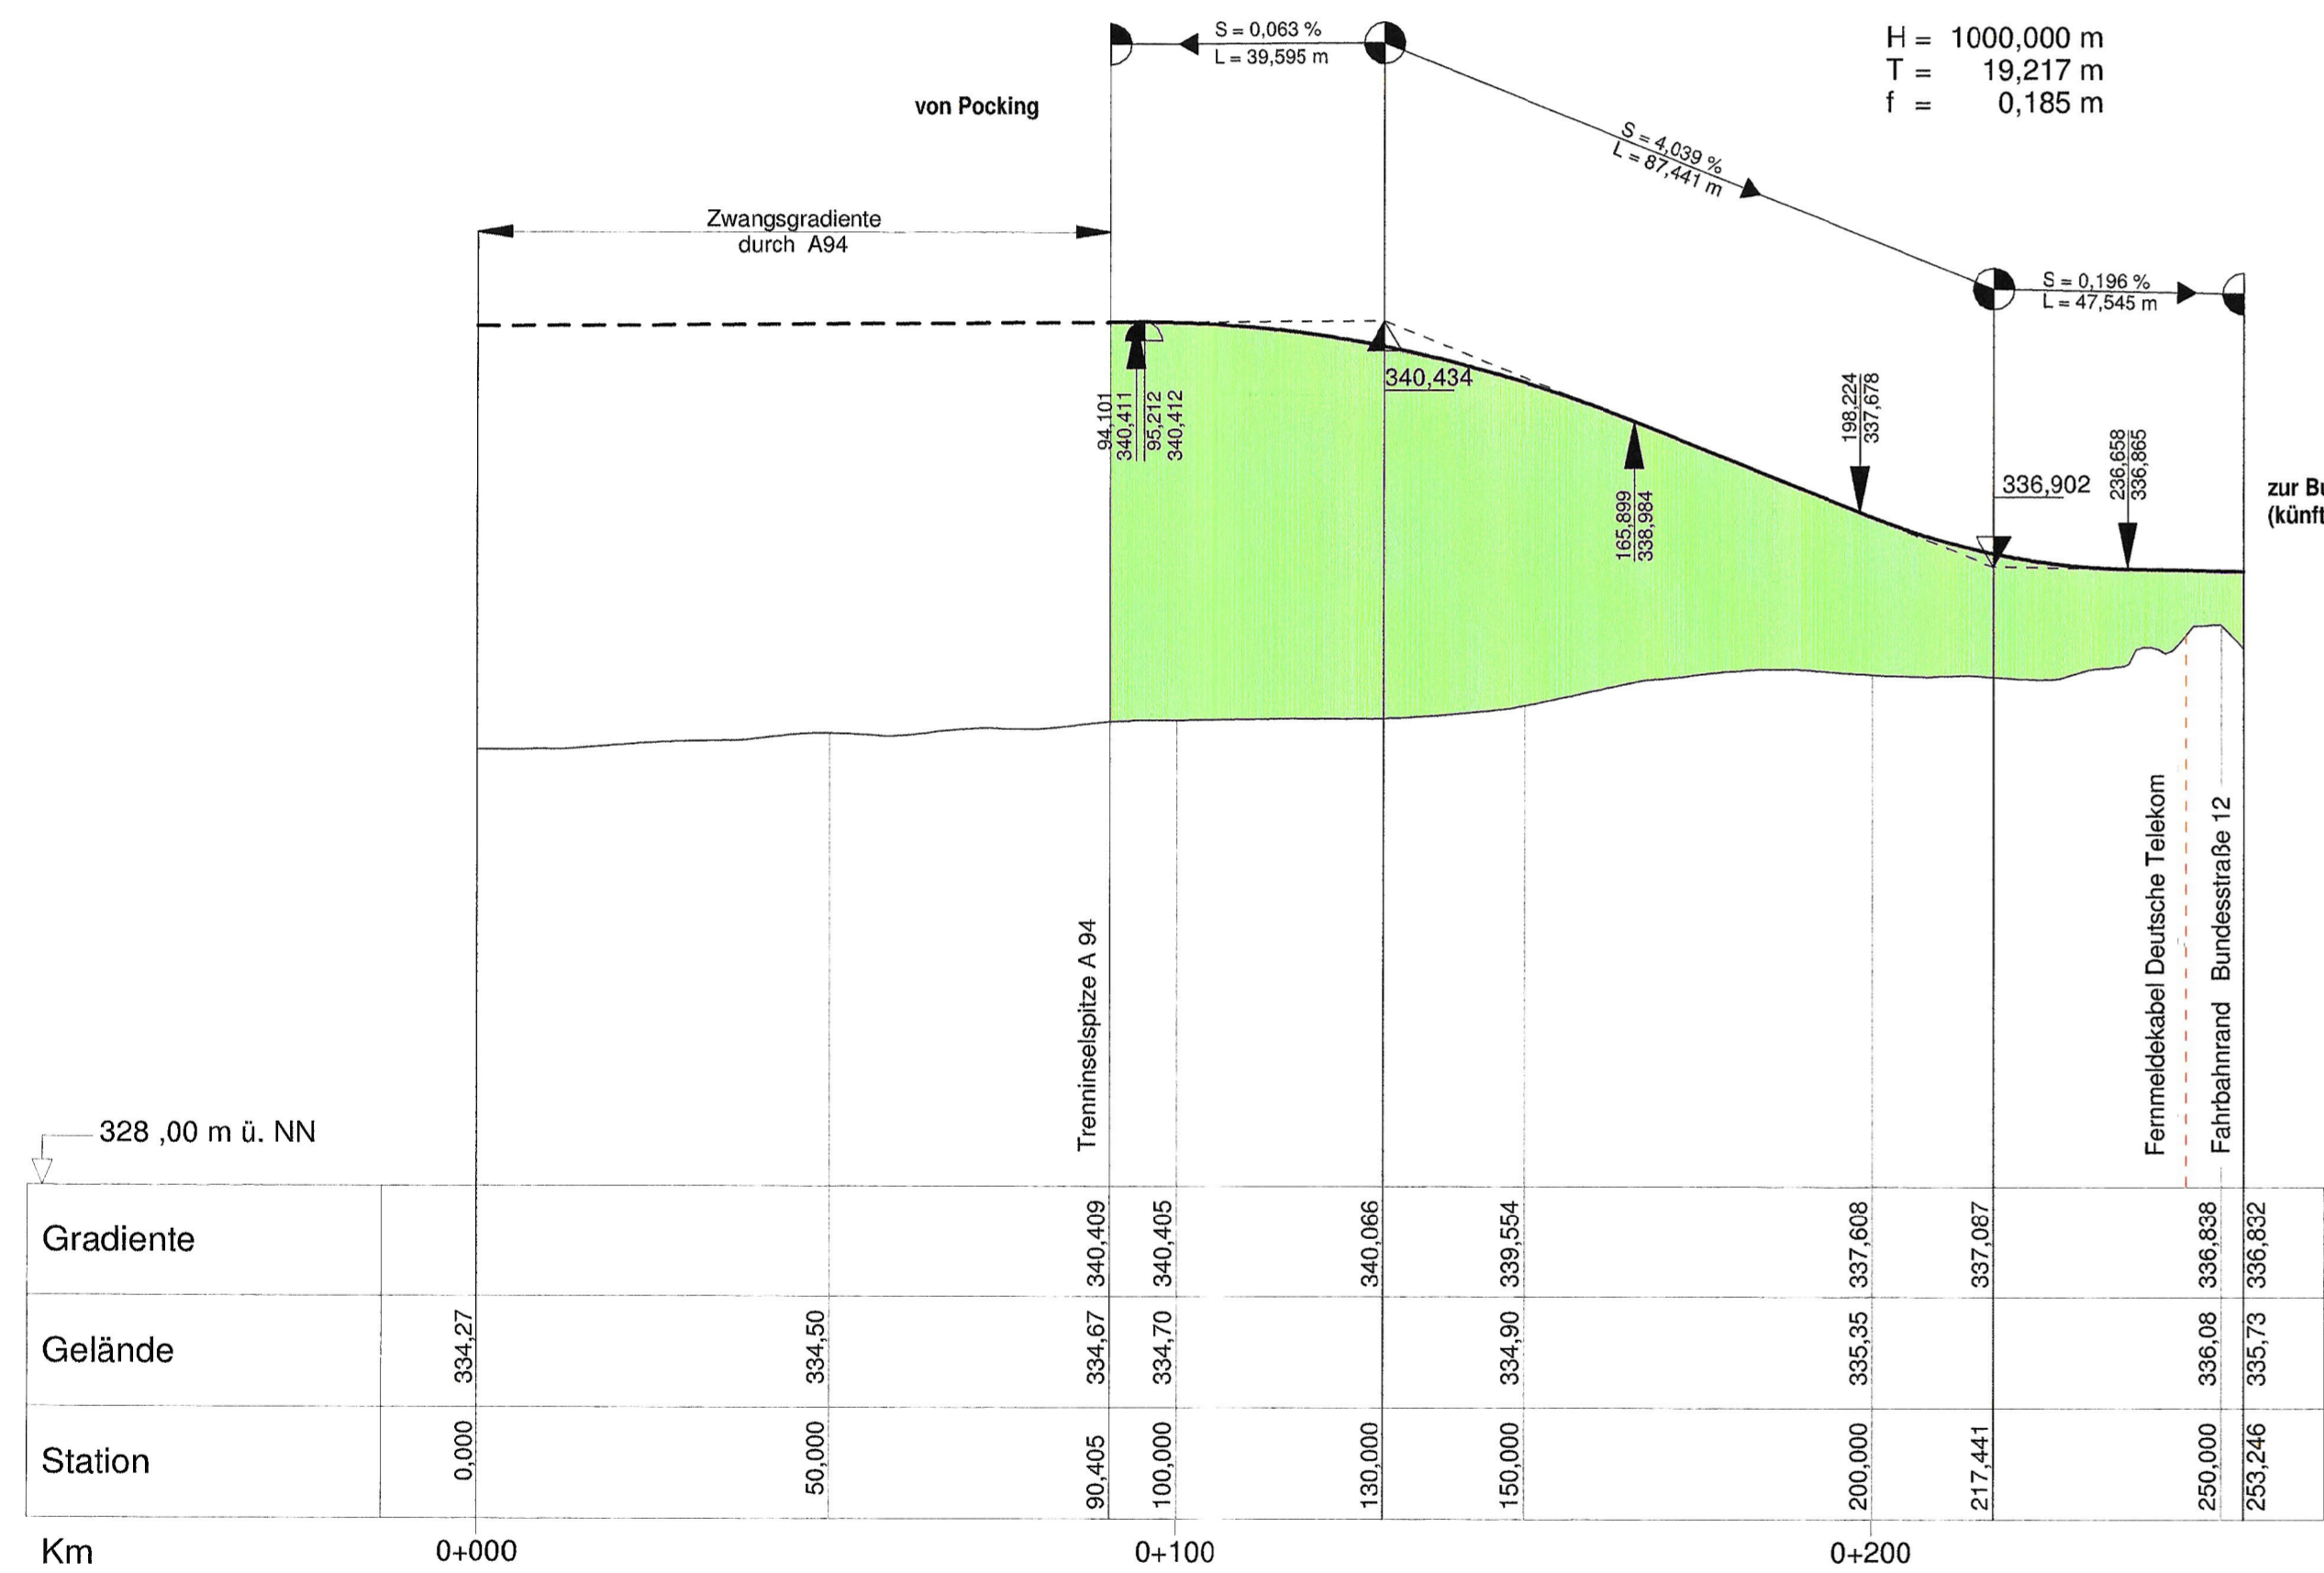 S = 0,063 %
L = 39,595 m
H = 1000,000 m
T = 19,217 m
f = 0,185 m
von Pocking
S = 4,039 %
L = 87,441 m
Zwangsgradiente
durch A94
S = 0,196 %
L = 47,545 m
94,101
340,411
95,212
340,412
340,434
165,899
338,984
198,224
337,678
336,902
236,658
336,865
zur
(künft
Trenninselspitze A 94
Fernmeldekabel Deutsche Telekom
Fahrbahnrand Bundesstraße 12
328 ,00 m ü. NN
Gradiente 340,409 340,405 340,066 339,554 337,608 337,087 336,838 336,832
Gelände 334,27 334,50 334,67 334,70 334,90 335,35 336,08 335,73
Station 0,000 50,000 90,405 100,000 130,000 150,000 200,000 217,441 250,000 253,246
Km 0+000 0+100 0+200